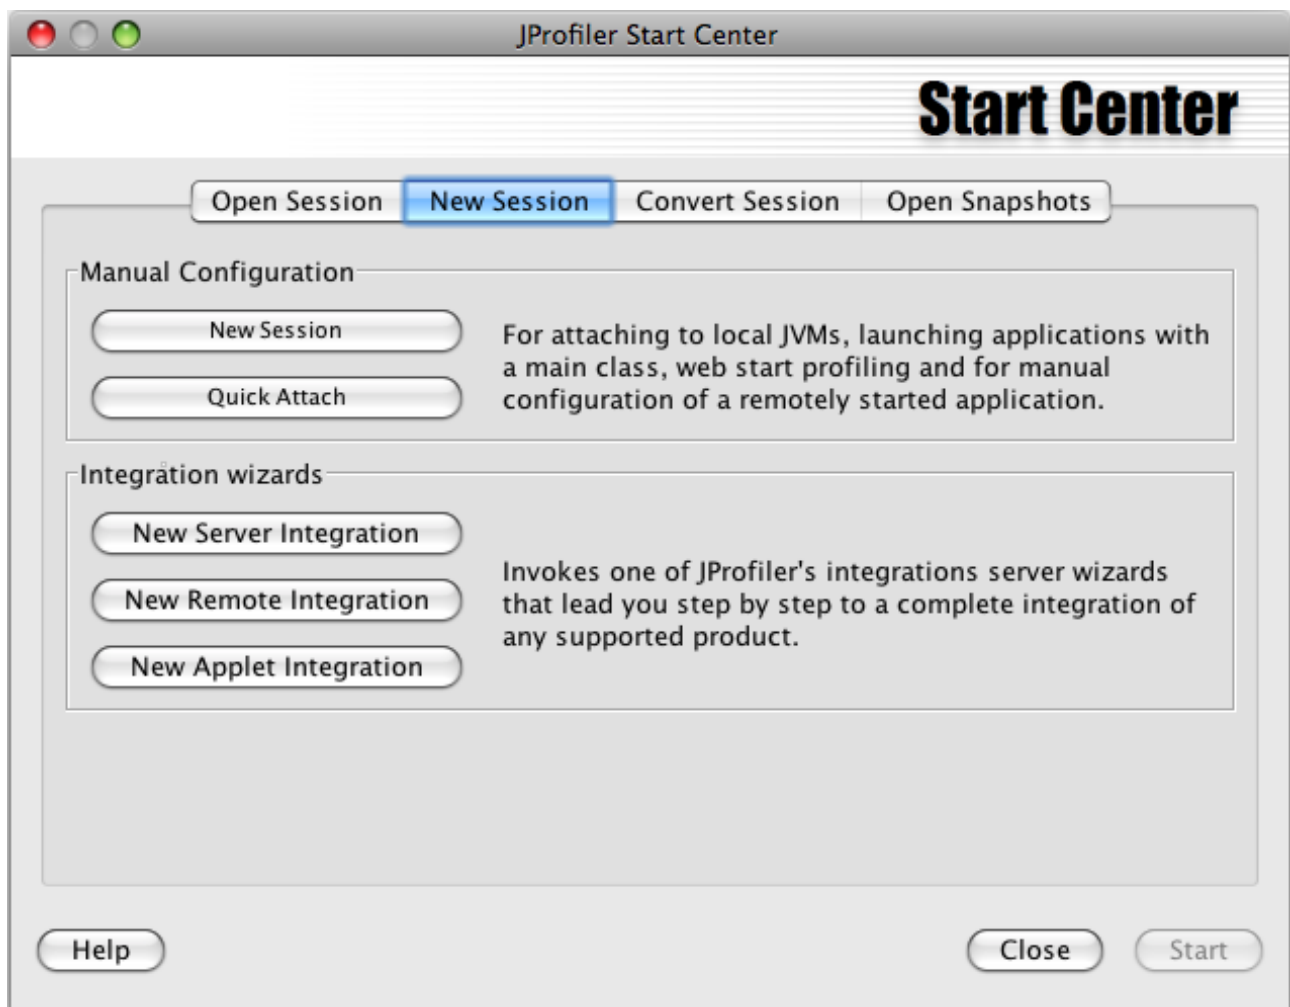 JProfiler Start Center
Start Center
Open Session New Session Convert Session Open Snapshots
Manual Configuration
New Session
Quick Attach
For attaching to local JVMs, launching applications with
a main class, web start profiling and for manual
configuration of a remotely started application.
Integration wizards
New Server Integration
New Remote Integration
New Applet Integration
Invokes one of JProfiler's integrations server wizards
that lead you step by step to a complete integration of
any supported product.
Help Close Start